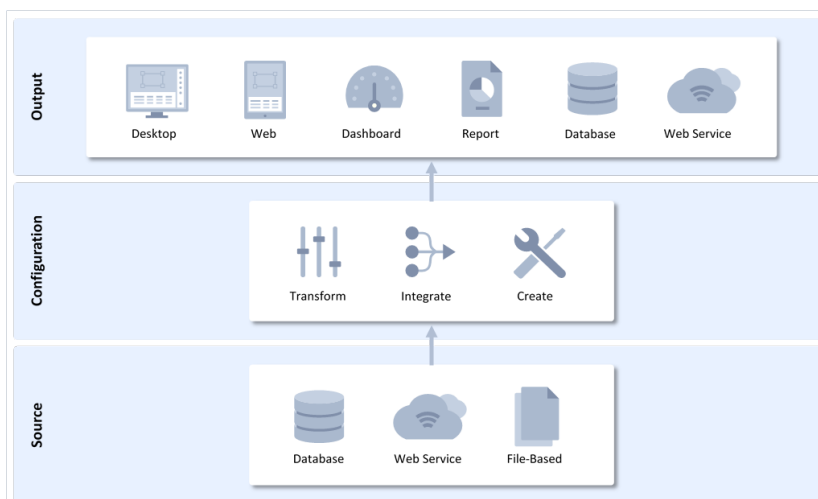 Output
Desktop
Web
Dashboard
Report
Database
Web Service
Configuration
Transform
Integrate
Create
Source
Database
Web Service
File-Based